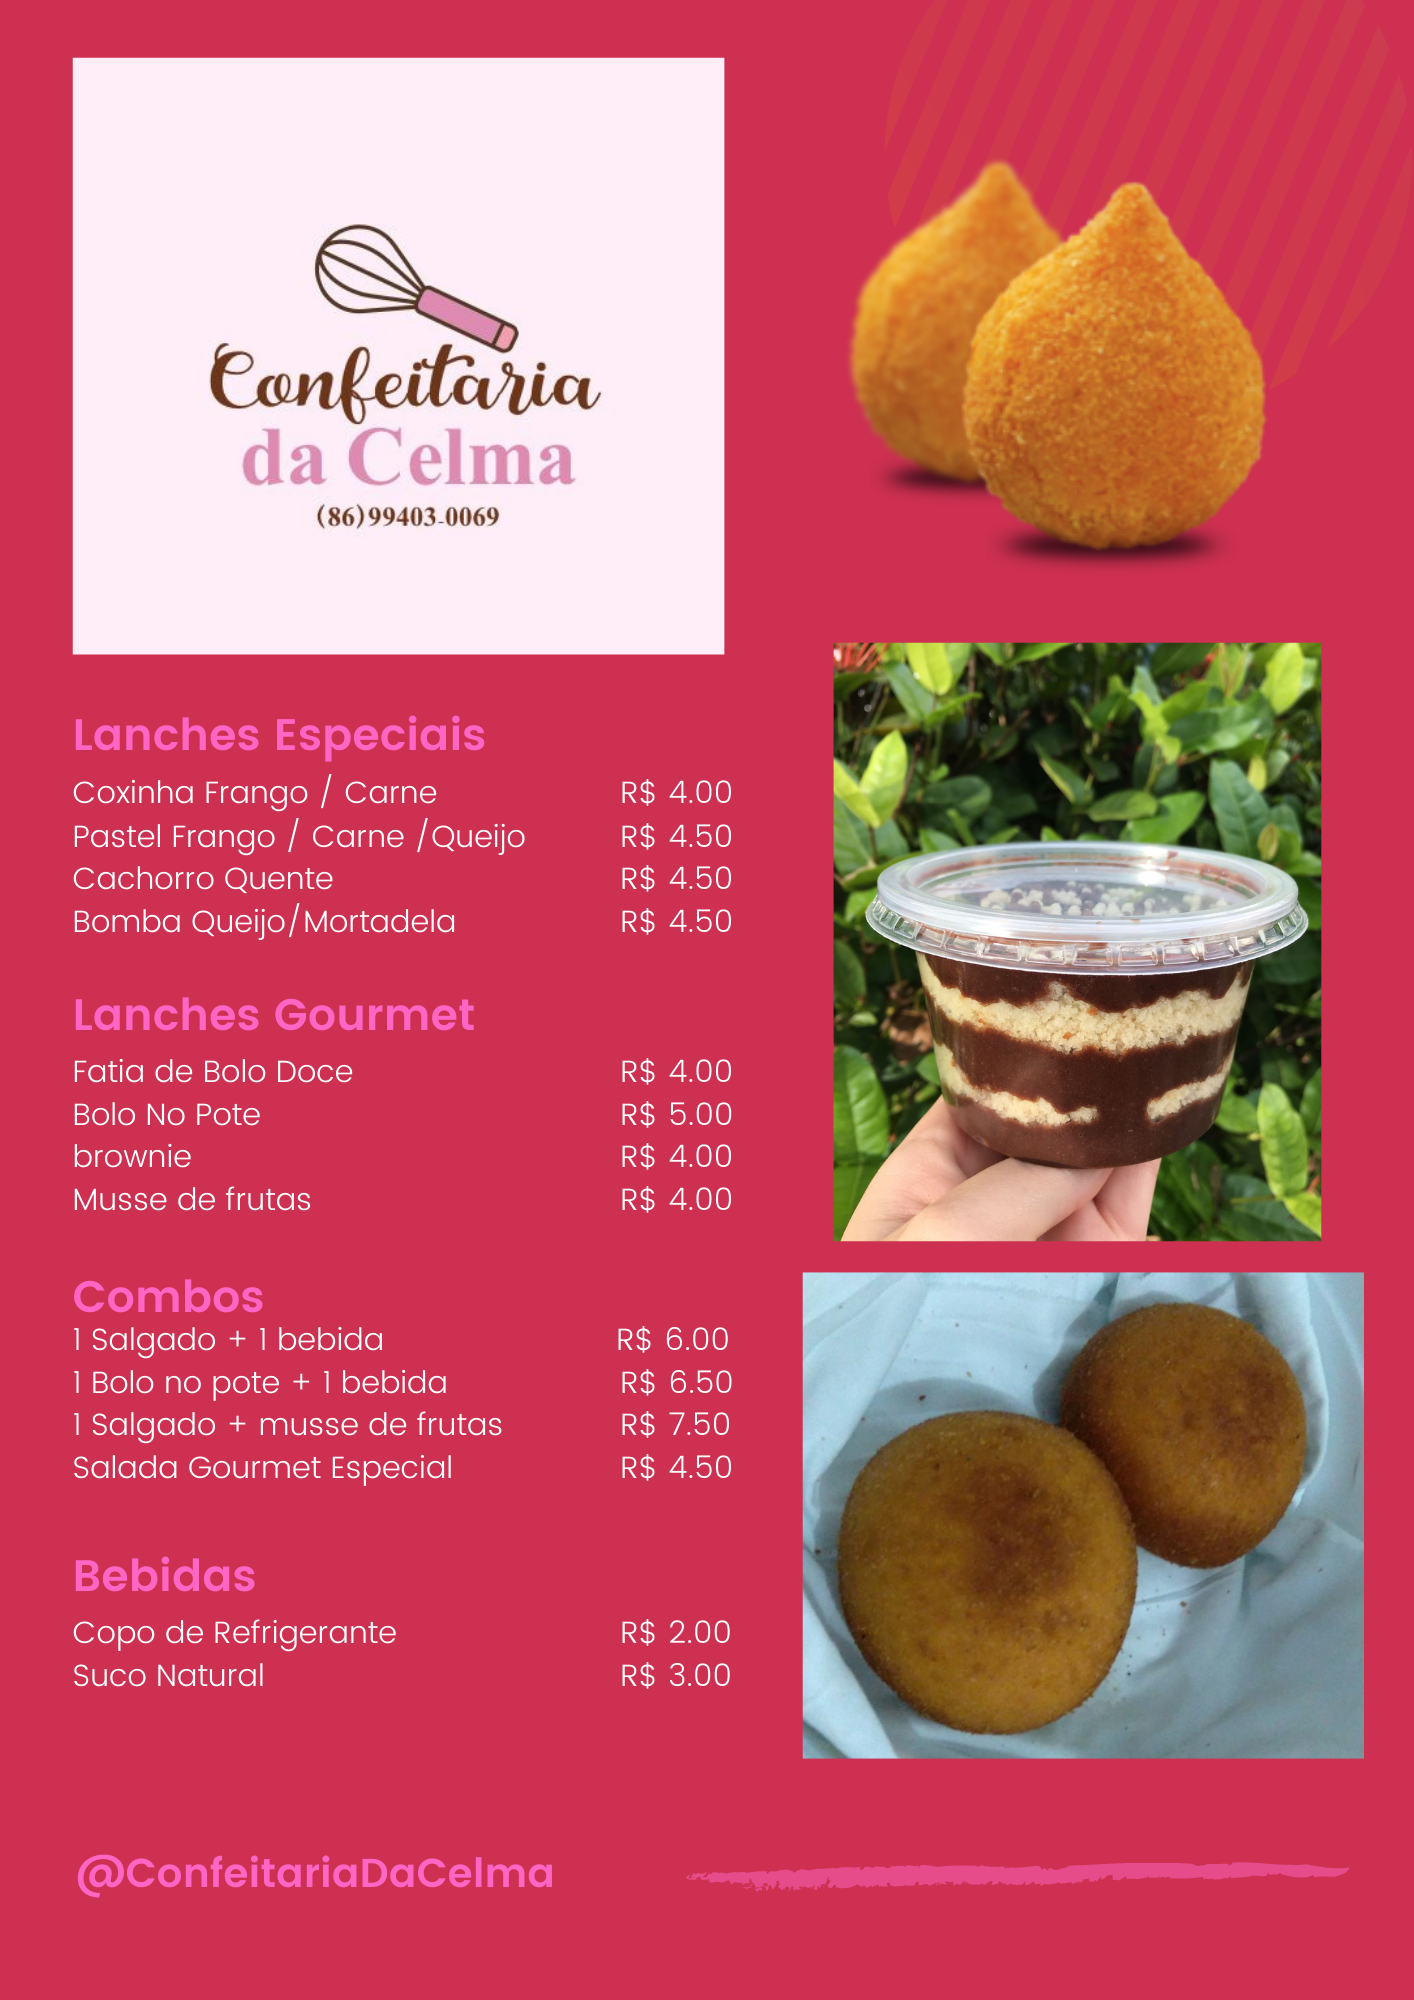 Confeitaria
da Celma
(86)99403-0069
Lanches Especiais
Coxinha Frango / Carne R$ 4.00
Pastel Frango / Carne /Queijo R$ 4.50
Cachorro Quente R$ 4.50
Bomba Queijo/Mortadela R$ 4.50
Lanches Gourmet
Fatia de Bolo Doce R$ 4.00
Bolo No Pote R$ 5.00
brownie R$ 4.00
Musse de frutas R$ 4.00
Combos
1 Salgado + 1 bebida R$ 6.00
1 Bolo no pote + 1 bebida R$ 6.50
1 Salgado + musse de frutas R$ 7.50
Salada Gourmet Especial R$ 4.50
Bebidas
Copo de Refrigerante R$ 2.00
Suco Natural R$ 3.00
@ConfeitariaDaCelma